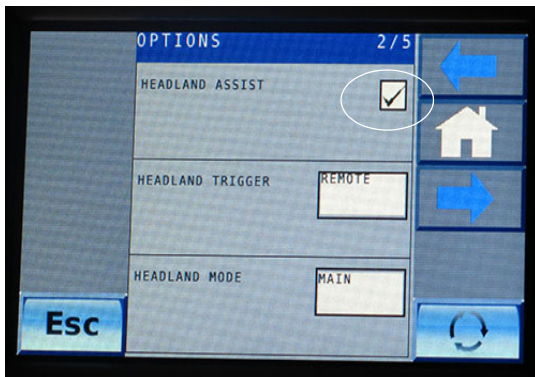 OPTIONS 2/5
HEADLAND ASSIST
HEADLAND TRIGGER REMOTE
HEADLAND MODE MAIN
Esc